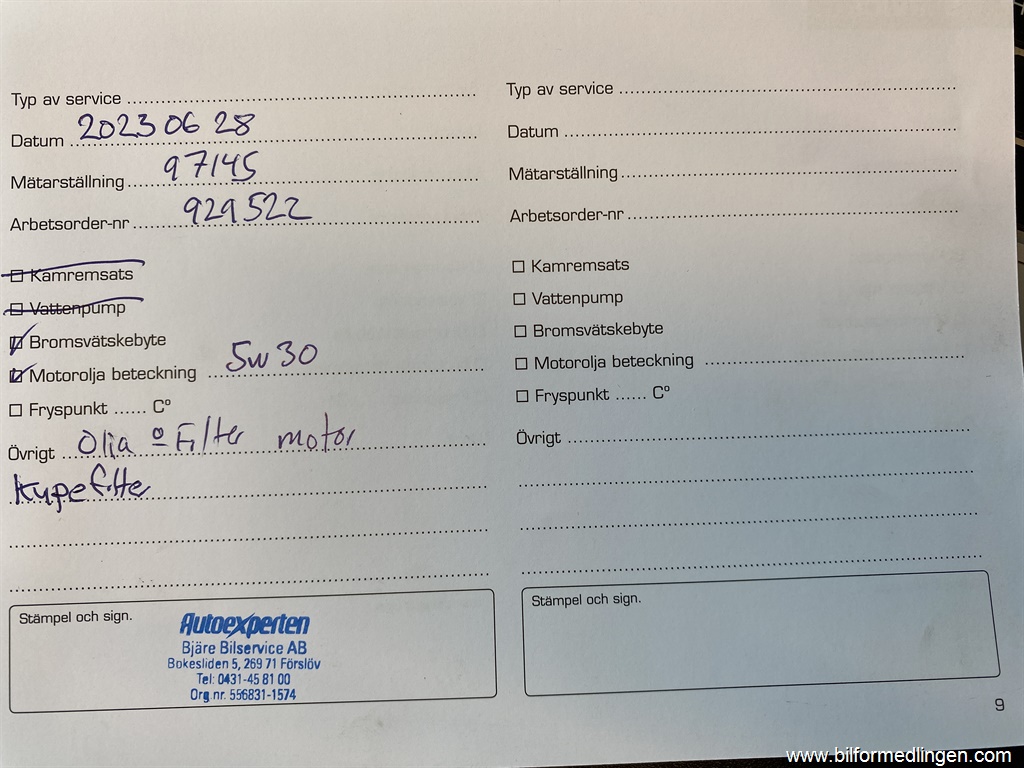 Typ av service
Datum 2023 06 28
Mätarställning 97145
Arbetsorder-nr 929522
Kamremsats
Vattenpump
Bromsvätskebyte
Motorolja beteckning 5w30
Fryspunkt ...... C°
Övrigt Olja o Filter motor
Kupefilter
Stämpel och sign.
Autoexperten
Bjäre Bilservice AB
Bokesliden 5, 269 71 Förslöv
Tel: 0431-45 81 00
Org.nr. 556831-1574
Typ av service
Datum
Mätarställning
Arbetsorder-nr
Kamremsats
Vattenpump
Bromsvätskebyte
Motorolja beteckning
Fryspunkt ...... C°
Övrigt
Stämpel och sign.
9
www.bilformedlingen.com